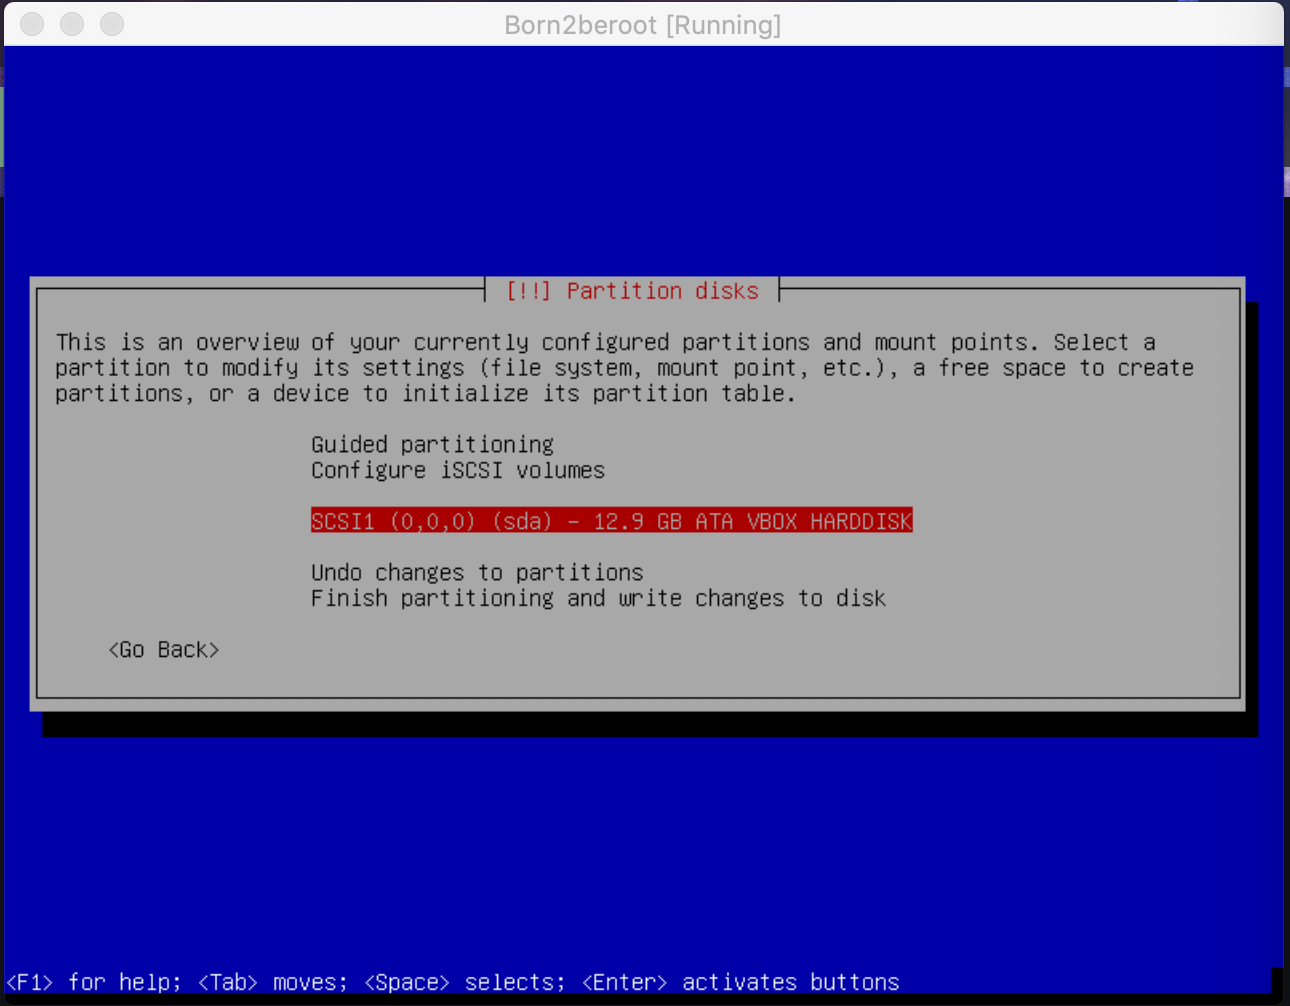 Born2beroot [Running]
[!!] Partition disks
This is an overview of your currently configured partitions and mount points. Select a
partition to modify its settings (file system, mount point, etc.), a free space to create
partitions, or a device to initialize its partition table.
Guided partitioning
Configure iSCSI volumes
SCSI1 (0,0,0) (sda) - 12.9 GB ATA VBOX HARDDISK
Undo changes to partitions
Finish partitioning and write changes to disk
<Go Back>
<F1> for help; <Tab> moves; <Space> selects; <Enter> activates buttons